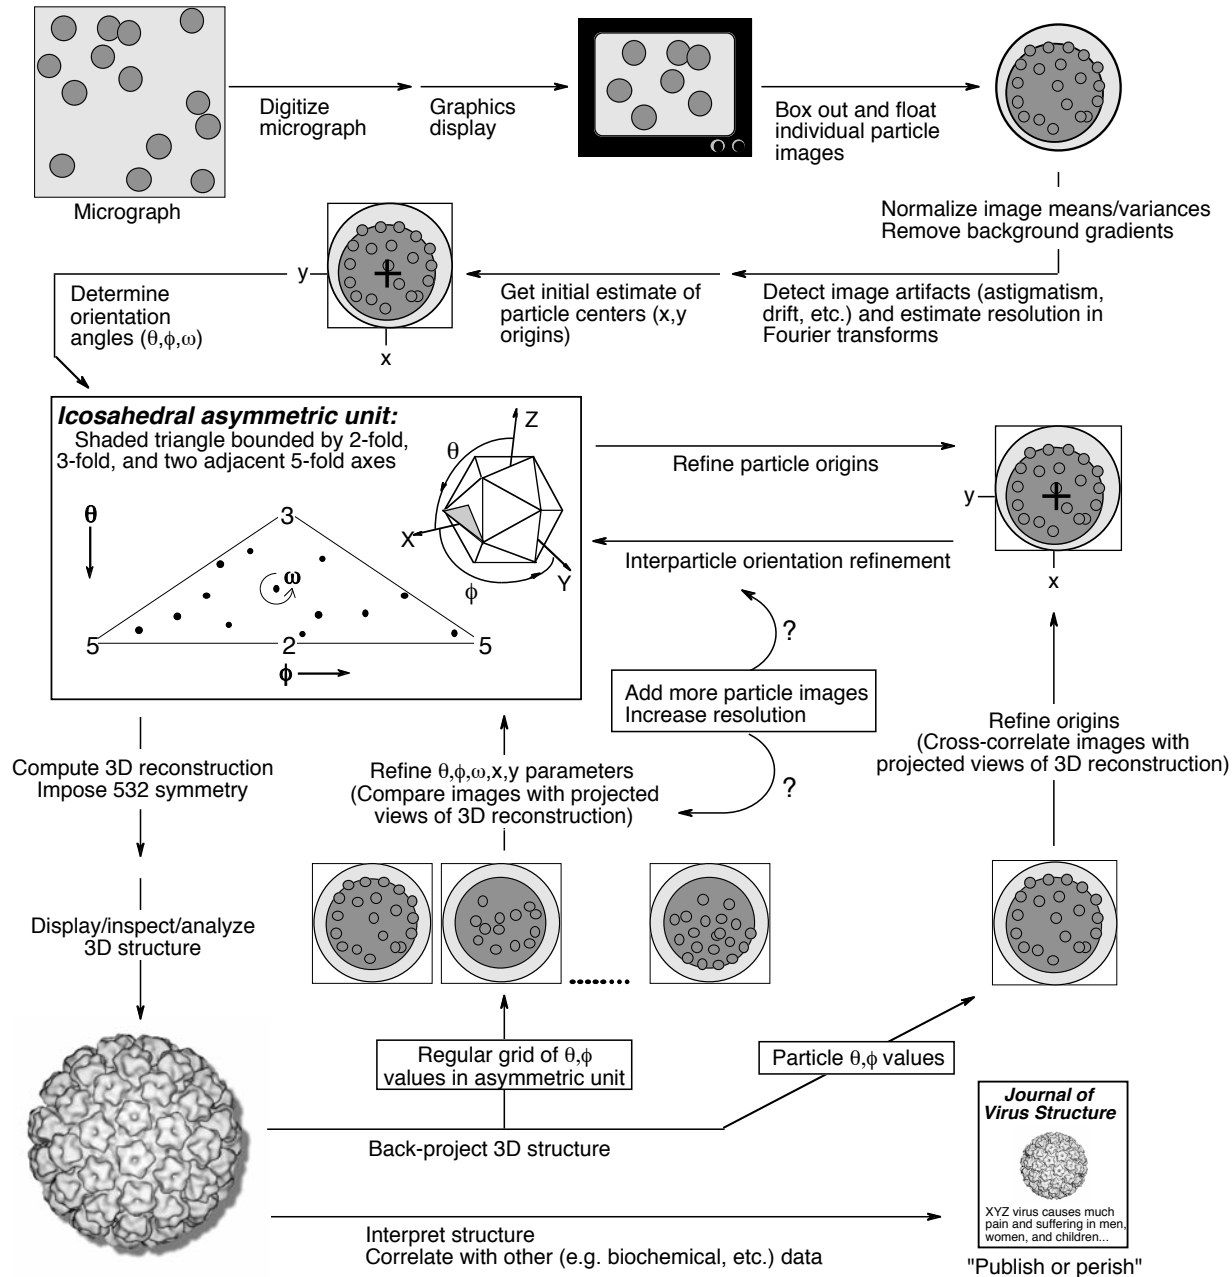 Digitize
micrograph
Graphics
display
Box out and float
individual particle
images
Micrograph
Normalize image means/variances
Remove background gradients
y
x
Determine
orientation
angles (θ,ϕ,ω)
Get initial estimate of
particle centers (x,y
origins)
Detect image artifacts (astigmatism,
drift, etc.) and estimate resolution in
Fourier transforms
Icosahedral asymmetric unit:
Shaded triangle bounded by 2-fold,
3-fold, and two adjacent 5-fold axes
Z
θ
X
Y
ϕ
θ
3
ω
5
2
5
ϕ
Refine particle origins
y
x
Interparticle orientation refinement
?
Add more particle images
Increase resolution
?
Refine origins
(Cross-correlate images with
projected views of 3D reconstruction)
Compute 3D reconstruction
Impose 532 symmetry
Refine θ,ϕ,ω,x,y parameters
(Compare images with projected
views of 3D reconstruction)
Display/inspect/analyze
3D structure
Regular grid of θ,ϕ
values in asymmetric unit
Particle θ,ϕ values
Back-project 3D structure
Journal of
Virus Structure
XYZ virus causes much
pain and suffering in men,
women, and children...
Interpret structure
Correlate with other (e.g. biochemical, etc.) data
"Publish or perish"